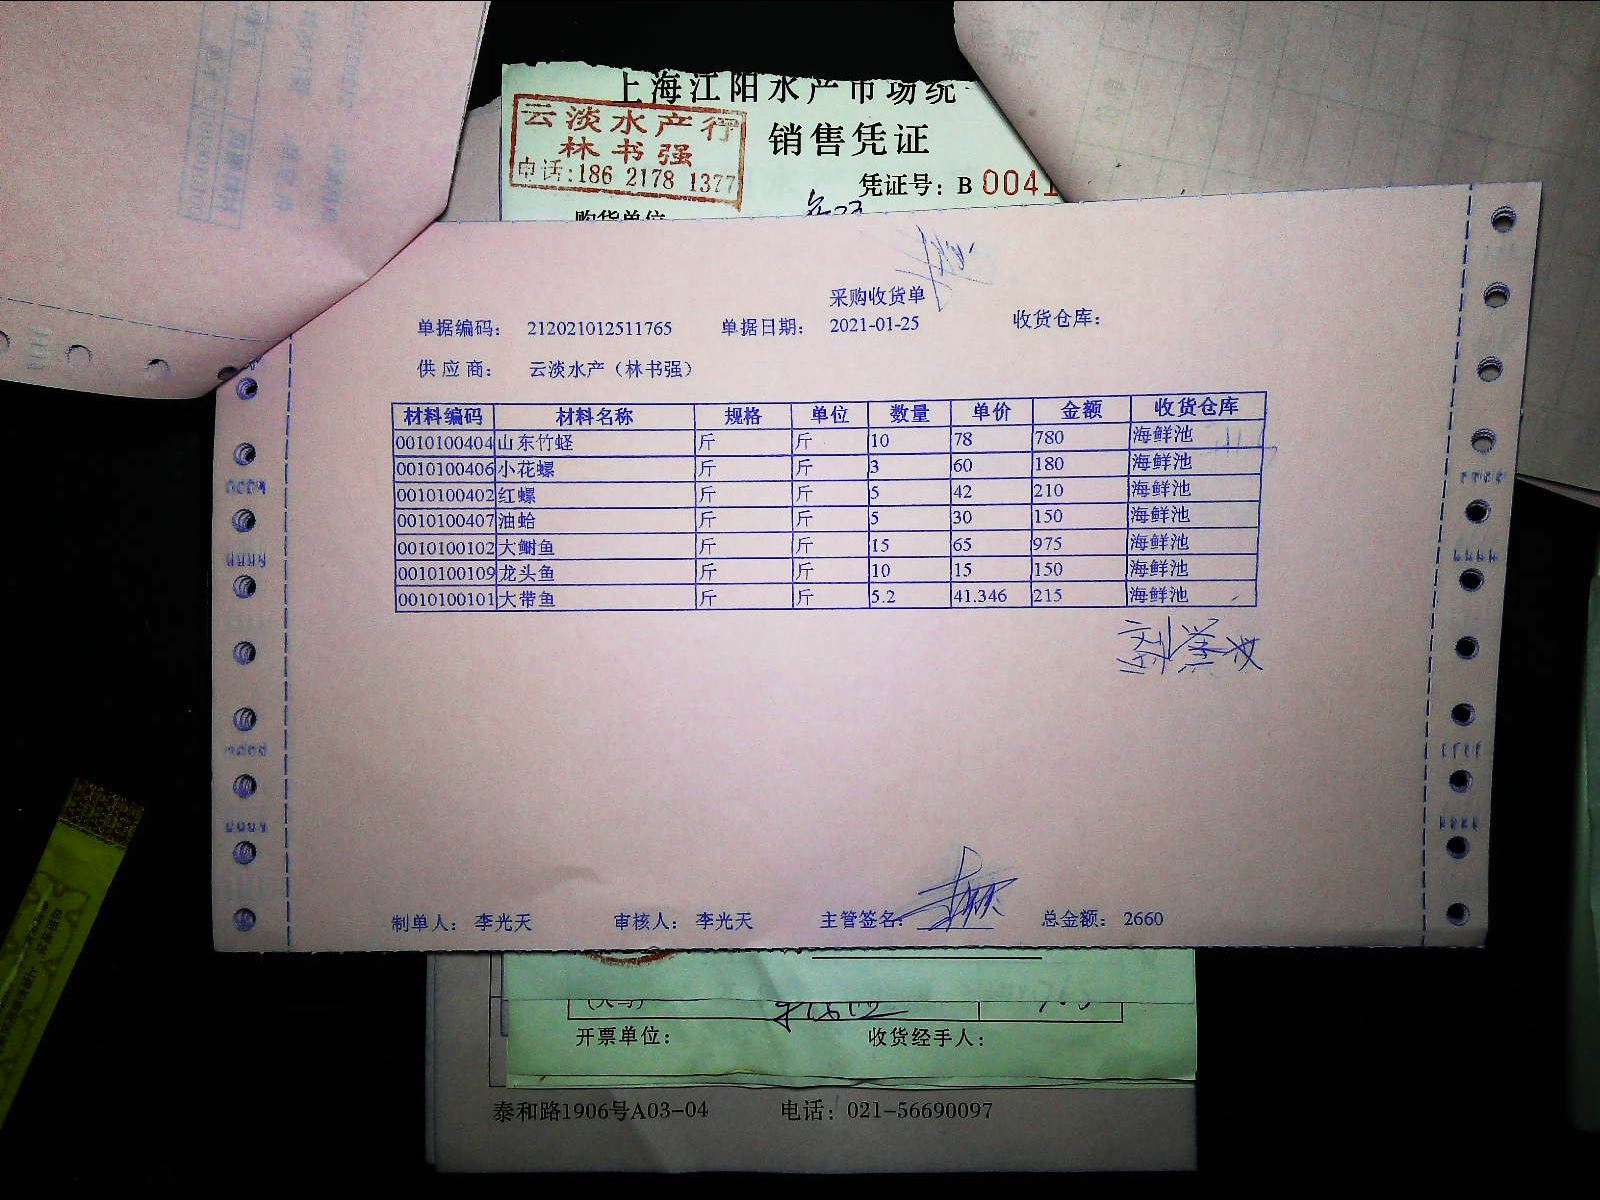 上海江阳水产市场统
云淡水产行
林书强
电话:186 2178 1377
销售凭证
凭证号: B 0041
购货单位
采购收货单
单据编码: 212021012511765 单据日期: 2021-01-25 收货仓库:
供应商: 云淡水产（林书强）
材料编码 材料名称 规格 单位 数量 单价 金额 收货仓库
0010100404 山东竹蛏 斤 斤 10 78 780 海鲜池
0010100406 小花螺 斤 斤 3 60 180 海鲜池
0010100402 红螺 斤 斤 5 42 210 海鲜池
0010100407 油蛤 斤 斤 5 30 150 海鲜池
0010100102 大鲥鱼 斤 斤 15 65 975 海鲜池
0010100109 龙头鱼 斤 斤 10 15 150 海鲜池
0010100101 大带鱼 斤 斤 5.2 41.346 215 海鲜池
制单人: 李光天 审核人: 李光天 主管签名: 总金额: 2660
开票单位: 收货经手人:
泰和路1906号A03-04 电话: 021-56690097